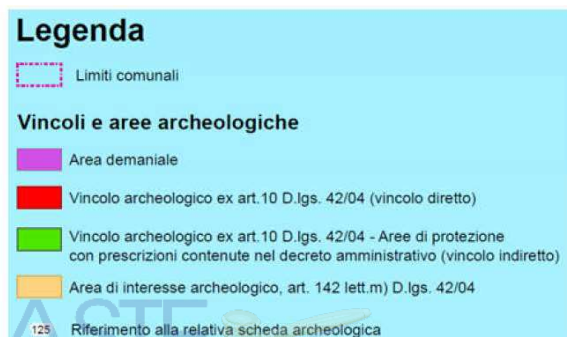 Legenda
Limiti comunali
Vincoli e aree archeologiche
Area demaniale
Vincolo archeologico ex art.10 D.lgs. 42/04 (vincolo diretto)
Vincolo archeologico ex art.10 D.lgs. 42/04 - Aree di protezione
con prescrizioni contenute nel decreto amministrativo (vincolo indiretto)
Area di interesse archeologico, art. 142 lett.m) D.lgs. 42/04
ASTE
125 Riferimento alla relativa scheda archeologica